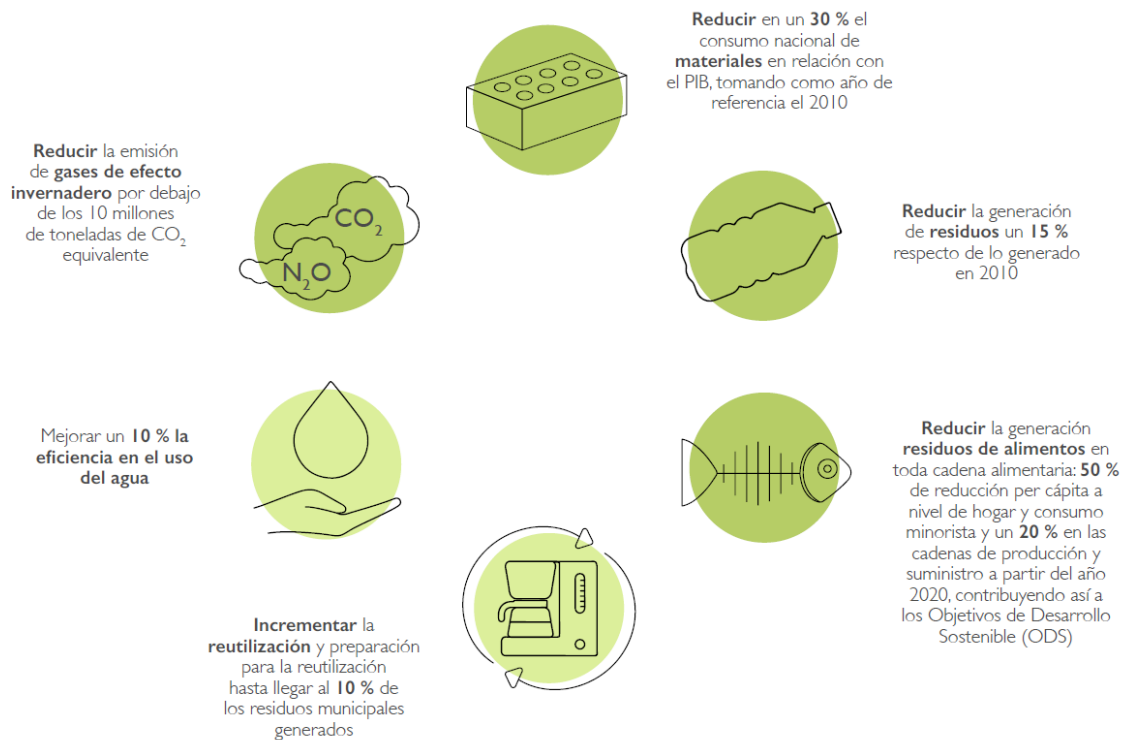 Reducir en un 30 % el
consumo nacional de
materiales en relación con
el PIB, tomando como año de
referencia el 2010
Reducir la emisión
de gases de efecto
invernadero por debajo
de los 10 millones
de toneladas de CO₂
equivalente
CO₂
N₂O
Reducir la generación
de residuos un 15 %
respecto de lo generado
en 2010
Mejorar un 10 % la
eficiencia en el uso
del agua
Reducir la generación
residuos de alimentos en
toda cadena alimentaria: 50 %
de reducción per cápita a
nivel de hogar y consumo
minorista y un 20 % en las
cadenas de producción y
suministro a partir del año
2020, contribuyendo así a
los Objetivos de Desarrollo
Sostenible (ODS)
Incrementar la
reutilización y preparación
para la reutilización
hasta llegar al 10 % de
los residuos municipales
generados